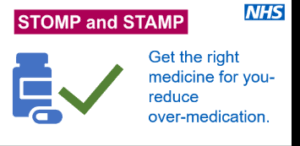 STOMP and STAMP
NHS
Get the right
medicine for you-
reduce
over-medication.